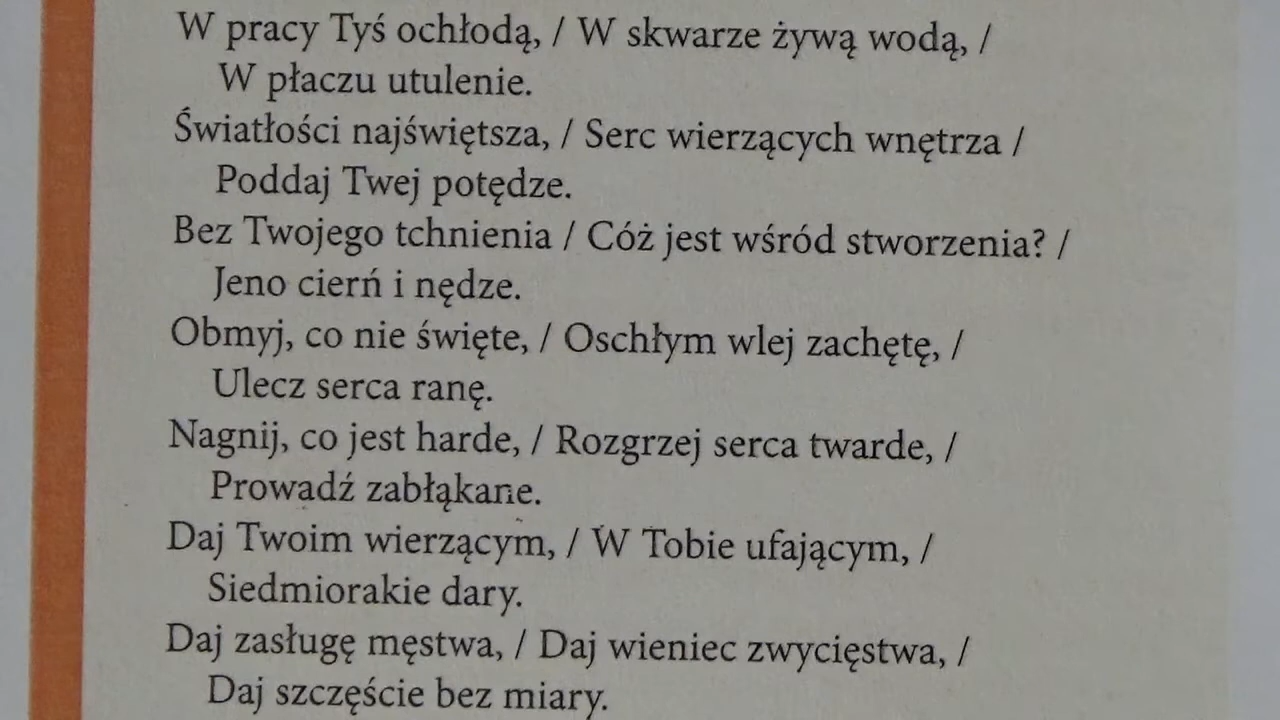 W pracy Tyś ochłodą, / W skwarze żywą wodą, /
W płaczu utulenie.
Światłości najświętsza, / Serc wierzących wnętrza /
Poddaj Twej potędze.
Bez Twojego tchnienia / Cóż jest wśród stworzenia? /
Jeno cierń i nędze.
Obmyj, co nie święte, / Oschłym wlej zachętę, /
Ulecz serca ranę.
Nagnij, co jest harde, / Rozgrzej serca twarde, /
Prowadź zabłąkane.
Daj Twoim wierzącym, / W Tobie ufającym, /
Siedmiorakie dary.
Daj zasługę męstwa, / Daj wieniec zwycięstwa, /
Daj szczęście bez miary.